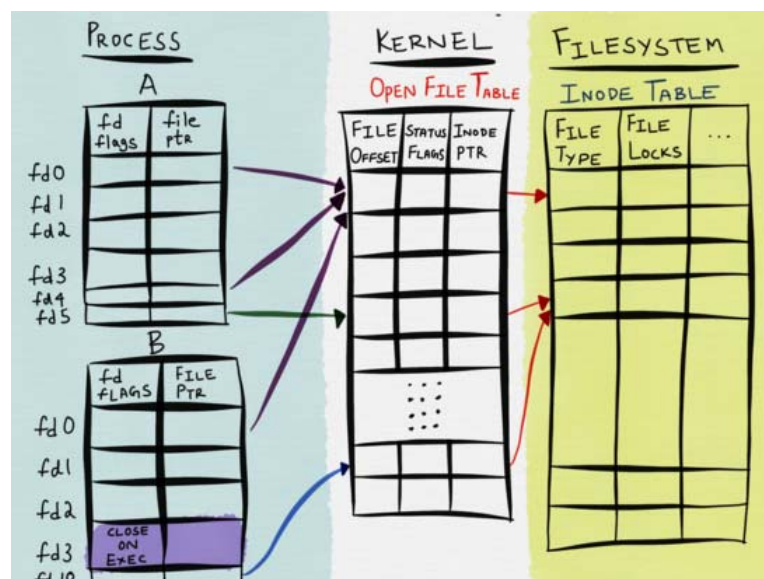 PROCESS
A
fd flags
file ptr
fd0
fd1
fd2
fd3
fd4
fd5
B
fd FLAGS
FILE PTR
fd0
fd1
fd2
fd3
CLOSE ON EXEC
KERNEL
OPEN FILE TABLE
FILE OFFSET
STATUS FLAGS
INODE PTR
FILESYSTEM
INODE TABLE
FILE TYPE
FILE LOCKS
...